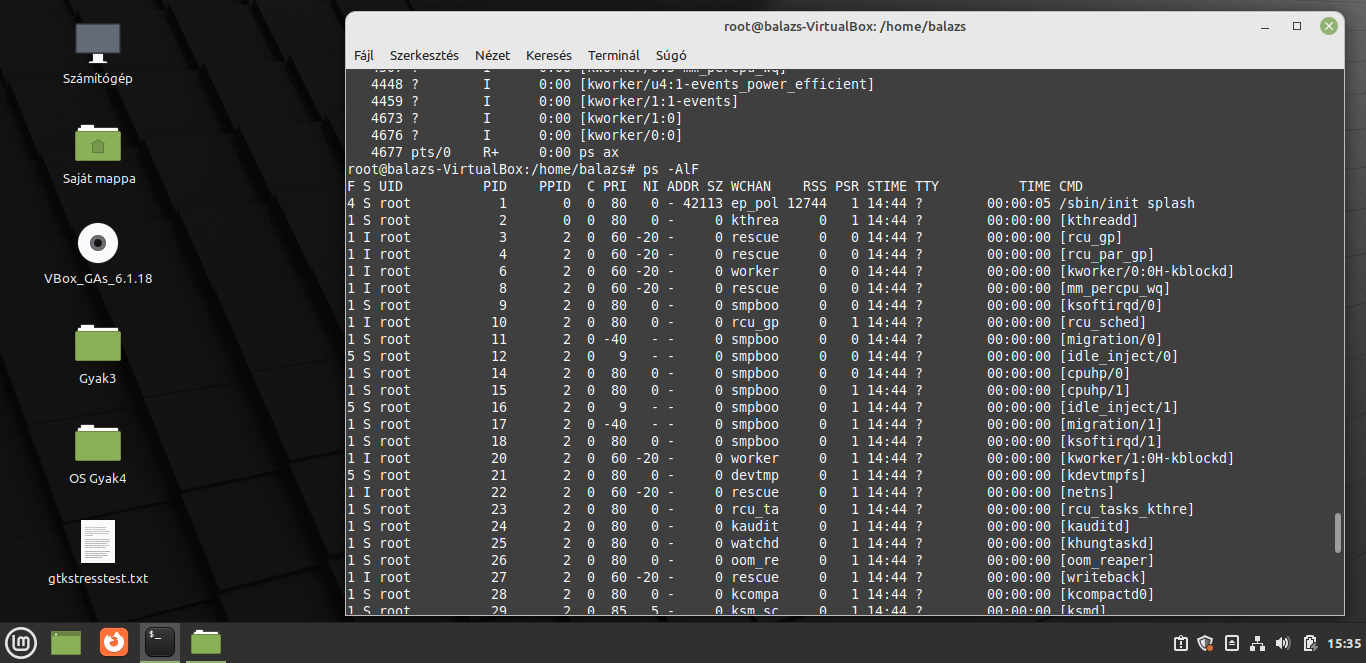 Számítógép
Saját mappa
VBox_GAs_6.1.18
Gyak3
OS Gyak4
gtkstresstest.txt
root@balazs-VirtualBox: /home/balazs
Fájl Szerkesztés Nézet Keresés Terminál Súgó
4448 ? I 0:00 [kworker/u4:1-events_power_efficient]
4459 ? I 0:00 [kworker/1:1-events]
4673 ? I 0:00 [kworker/1:0]
4676 ? I 0:00 [kworker/0:0]
4677 pts/0 R+ 0:00 ps ax
root@balazs-VirtualBox:/home/balazs# ps -AlF
F S UID PID PPID C PRI NI ADDR SZ WCHAN RSS PSR STIME TTY TIME CMD
4 S root 1 0 0 80 0 - 42113 ep_pol 12744 1 14:44 ? 00:00:05 /sbin/init splash
1 S root 2 0 0 80 0 - 0 kthrea 0 1 14:44 ? 00:00:00 [kthreadd]
1 I root 3 2 0 60 -20 - 0 rescue 0 0 14:44 ? 00:00:00 [rcu_gp]
1 I root 4 2 0 60 -20 - 0 rescue 0 0 14:44 ? 00:00:00 [rcu_par_gp]
1 I root 6 2 0 60 -20 - 0 worker 0 0 14:44 ? 00:00:00 [kworker/0:0H-kblockd]
1 I root 8 2 0 60 -20 - 0 rescue 0 1 14:44 ? 00:00:00 [mm_percpu_wq]
1 S root 9 2 0 80 0 - 0 smpboo 0 0 14:44 ? 00:00:00 [ksoftirqd/0]
1 I root 10 2 0 80 0 - 0 rcu_gp 0 1 14:44 ? 00:00:00 [rcu_sched]
1 S root 11 2 0 -40 - - 0 smpboo 0 0 14:44 ? 00:00:00 [migration/0]
5 S root 12 2 0 9 - - 0 smpboo 0 0 14:44 ? 00:00:00 [idle_inject/0]
1 S root 14 2 0 80 0 - 0 smpboo 0 0 14:44 ? 00:00:00 [cpuhp/0]
1 S root 15 2 0 80 0 - 0 smpboo 0 1 14:44 ? 00:00:00 [cpuhp/1]
5 S root 16 2 0 9 - - 0 smpboo 0 1 14:44 ? 00:00:00 [idle_inject/1]
1 S root 17 2 0 -40 - - 0 smpboo 0 1 14:44 ? 00:00:00 [migration/1]
1 S root 18 2 0 80 0 - 0 smpboo 0 1 14:44 ? 00:00:00 [ksoftirqd/1]
1 I root 20 2 0 60 -20 - 0 worker 0 1 14:44 ? 00:00:00 [kworker/1:0H-kblockd]
5 S root 21 2 0 80 0 - 0 devtmp 0 1 14:44 ? 00:00:00 [kdevtmpfs]
1 I root 22 2 0 60 -20 - 0 rescue 0 1 14:44 ? 00:00:00 [netns]
1 S root 23 2 0 80 0 - 0 rcu_ta 0 1 14:44 ? 00:00:00 [rcu_tasks_kthre]
1 S root 24 2 0 80 0 - 0 kaudit 0 1 14:44 ? 00:00:00 [kauditd]
1 S root 25 2 0 80 0 - 0 watchd 0 1 14:44 ? 00:00:00 [khungtaskd]
1 S root 26 2 0 80 0 - 0 oom_re 0 1 14:44 ? 00:00:00 [oom_reaper]
1 I root 27 2 0 60 -20 - 0 rescue 0 1 14:44 ? 00:00:00 [writeback]
1 S root 28 2 0 80 0 - 0 kcompa 0 1 14:44 ? 00:00:00 [kcompactd0]
1 S root 29 2 0 85 5 - 0 ksm_sc 0 1 14:44 ? 00:00:00 [ksmd]
15:35